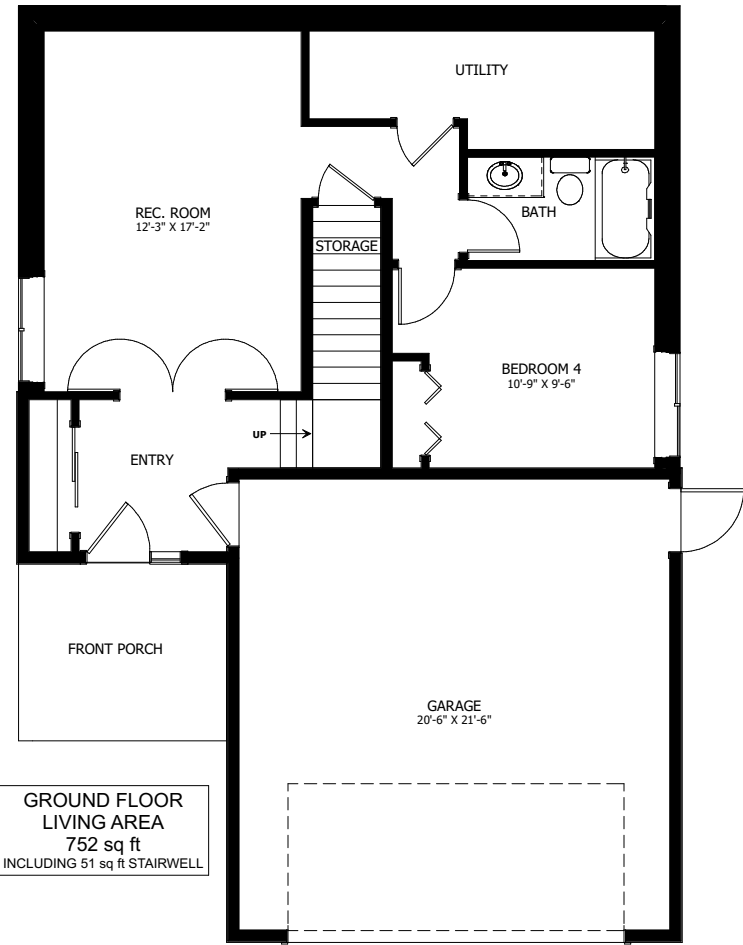 UTILITY
REC. ROOM
12'-3" X 17'-2"
BATH
STORAGE
BEDROOM 4
10'-9" X 9'-6"
UP
ENTRY
FRONT PORCH
GARAGE
20'-6" X 21'-6"
GROUND FLOOR
LIVING AREA
752 sq ft
INCLUDING 51 sq ft STAIRWELL